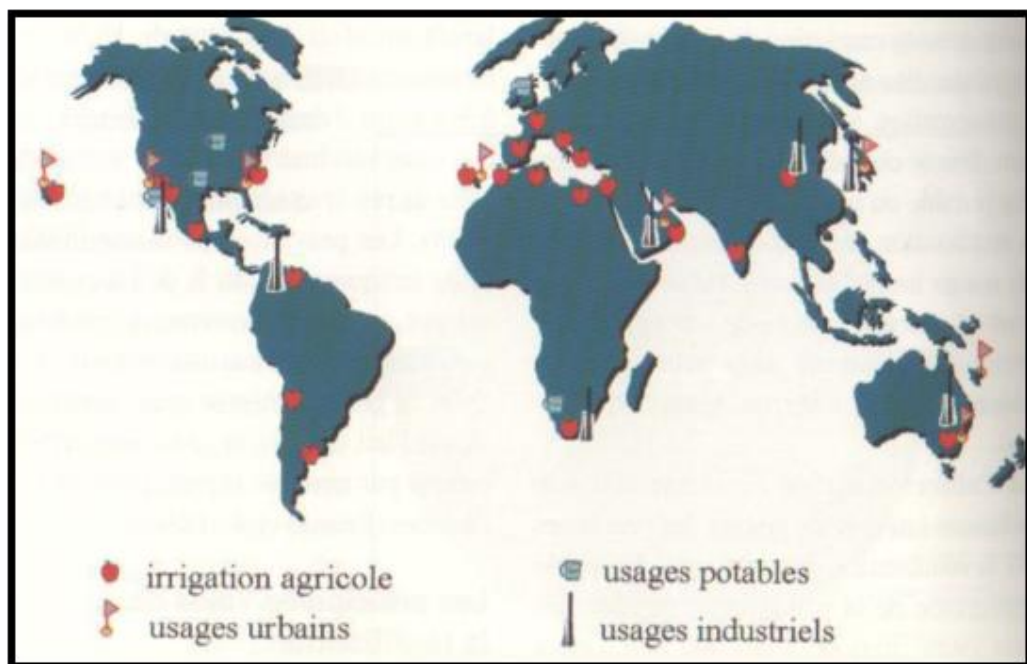 irrigation agricole
usages urbains
usages potables
usages industriels